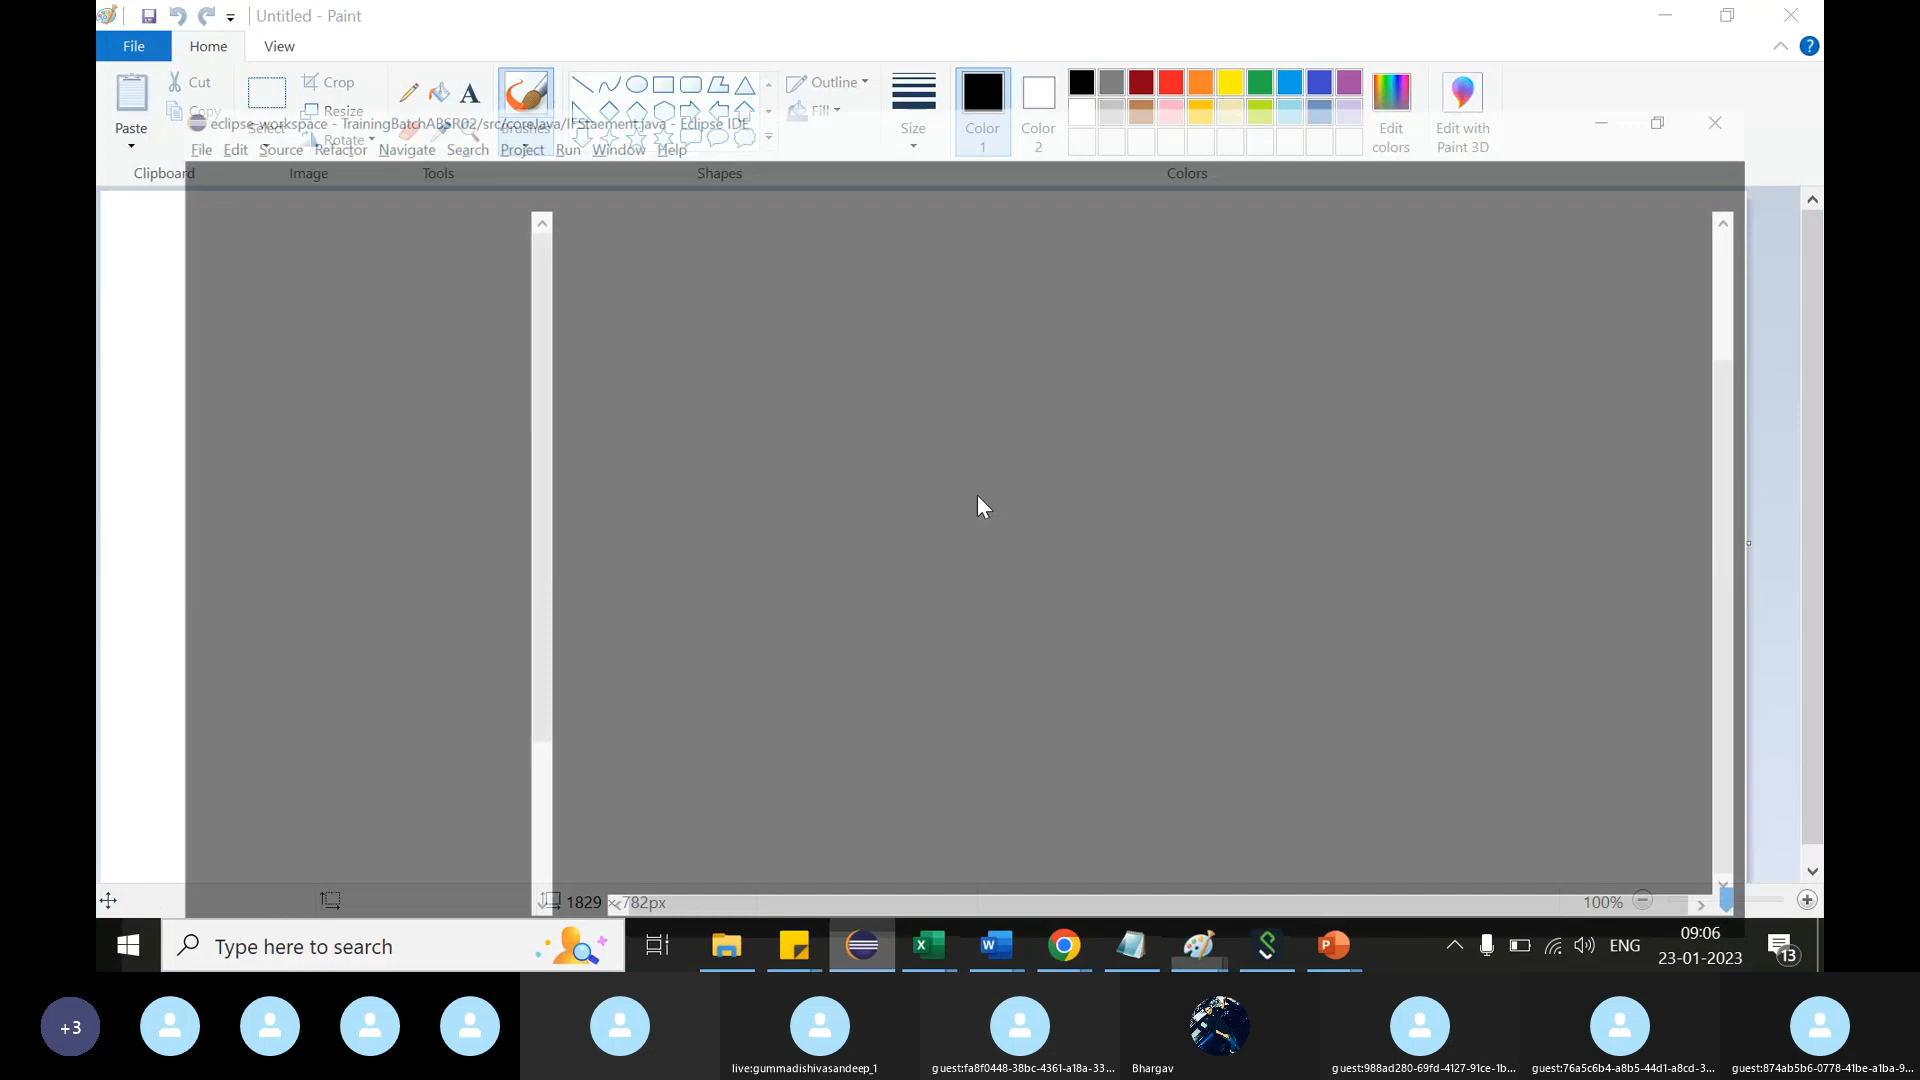 Untitled - Paint
File Home View
Cut
Copy
Paste
Crop
Resize
Select
Rotate
Brushes
Outline
Fill
Size
Color 1
Color 2
Edit colors
Edit with Paint 3D
eclipse-workspace - TrainingBatchABSR02/src/coreJava/IFStaement.java - Eclipse IDE
File Edit Source Refactor Navigate Search Project Run Window Help
Clipboard Image Tools Shapes Colors
1829 × 782px
100%
Type here to search
ENG
09:06
23-01-2023
13
+3
live:gummadishivasandeep_1
guest:fa8f0448-38bc-4361-a18a-33...
Bhargav
guest:988ad280-69fd-4127-91ce-1b...
guest:76a5c6b4-a8b5-44d1-a8cd-3...
guest:874ab5b6-0778-41be-a1ba-9...